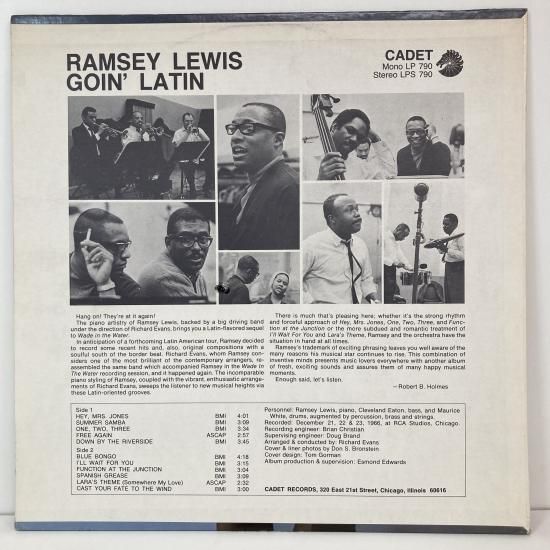 RAMSEY LEWIS
GOIN' LATIN
CADET
Mono LP 790
Stereo LPS 790
Hang on! They're at it again!
The piano artistry of Ramsey Lewis, backed by a big driving band
under the direction of Richard Evans, brings you a Latin-flavored sequel
to Wade in the Water.
In anticipation of a forthcoming Latin American tour, Ramsey decided
to record some recent hits and, also, original compositions with a
soulful south of the border beat. Richard Evans, whom Ramsey con-
siders one of the most brilliant of the contemporary arrangers, re-
assembled the same band which accompanied Ramsey in the Wade In
The Water recording session, and it happened again. The incomparable
piano styling of Ramsey, coupled with the vibrant, enthusiastic arrange-
ments of Richard Evans, sweeps the listener to new musical heights via
these Latin-oriented grooves.
There is much that's pleasing here; whether it's the strong rhythm
and forceful approach of Hey, Mrs. Jones, One, Two, Three, and Func-
tion at the Junction or the more subdued and romantic treatment of
I'll Wait For You and Lara's Theme, Ramsey and the orchestra have the
situation in hand at all times.
Ramsey's trademark of exciting phrasing leaves you well aware of the
many reasons his musical star continues to rise. This combination of
inventive minds presents music lovers everywhere with another album
of fresh, exciting sounds and assures them of many happy musical
moments.
Enough said, let's listen.
– Robert B. Holmes
Side 1
HEY, MRS. JONES BMI 4:01
SUMMER SAMBA BMI 3:09
ONE, TWO, THREE BMI 3:34
FREE AGAIN ASCAP 2:57
DOWN BY THE RIVERSIDE BMI 3:45
Side 2
BLUE BONGO BMI 4:18
I'LL WAIT FOR YOU BMI 3:15
FUNCTION AT THE JUNCTION BMI 3:04
SPANISH GREASE BMI 3:09
LARA'S THEME (Somewhere My Love) ASCAP 2:32
CAST YOUR FATE TO THE WIND BMI 3:00
Personnel: Ramsey Lewis, piano, Cleveland Eaton, bass, and Maurice
White, drums, augmented by percussion, brass and strings.
Recorded: December 21, 22 & 23, 1966, at RCA Studios, Chicago.
Recording engineer: Brian Christian
Supervising engineer: Doug Brand
Arranged & conducted by: Richard Evans
Cover & liner photos by Don S. Bronstein
Cover design: Tom Gorman
Album production & supervision: Esmond Edwards
CADET RECORDS, 320 East 21st Street, Chicago, Illinois 60616